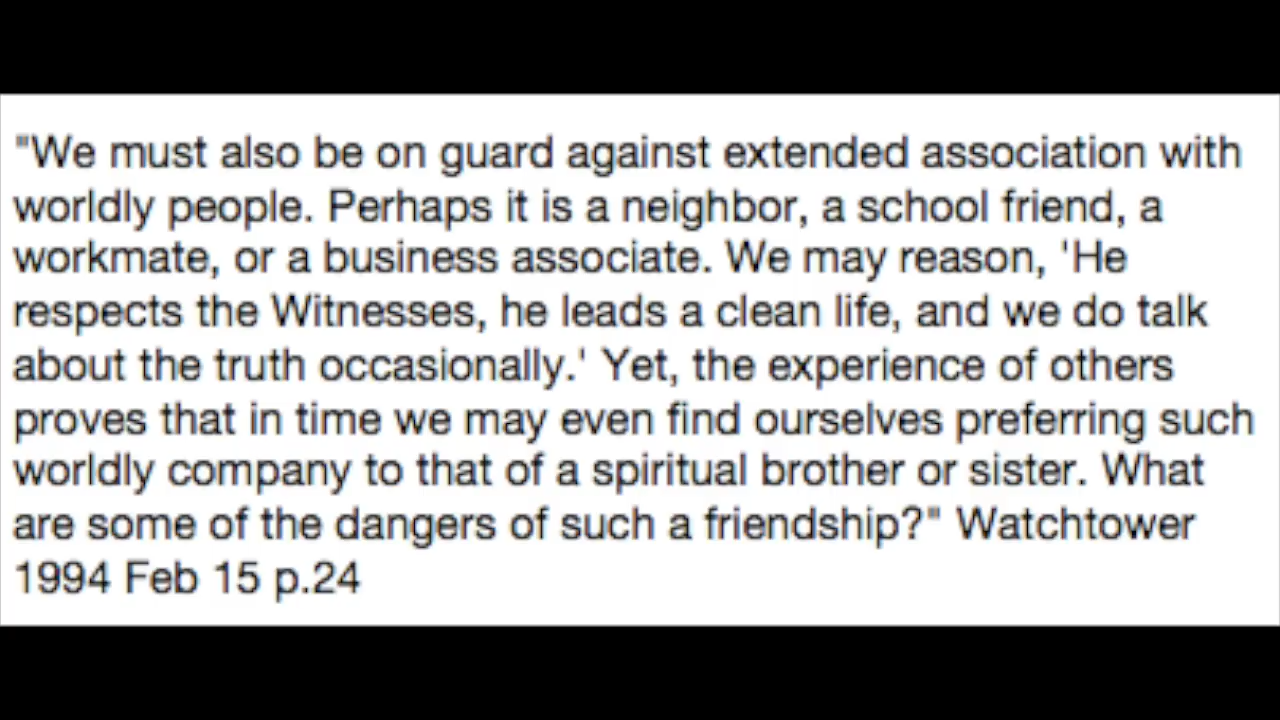 "We must also be on guard against extended association with
worldly people. Perhaps it is a neighbor, a school friend, a
workmate, or a business associate. We may reason, 'He
respects the Witnesses, he leads a clean life, and we do talk
about the truth occasionally.' Yet, the experience of others
proves that in time we may even find ourselves preferring such
worldly company to that of a spiritual brother or sister. What
are some of the dangers of such a friendship?" Watchtower
1994 Feb 15 p.24